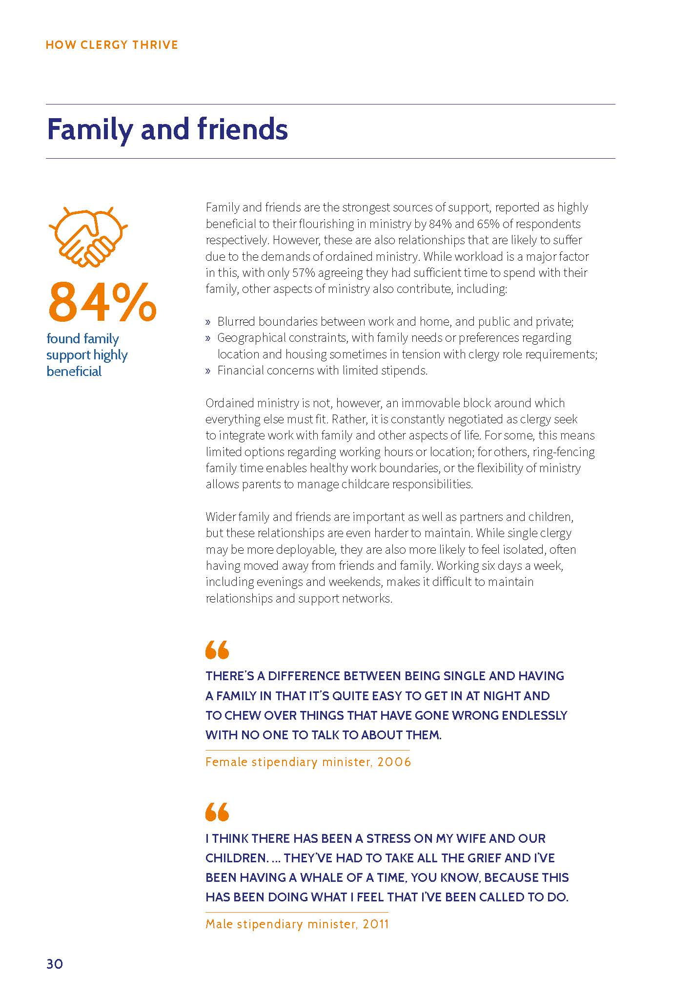 HOW CLERGY THRIVE
Family and friends
84%
found family
support highly
beneficial
Family and friends are the strongest sources of support, reported as highly
beneficial to their flourishing in ministry by 84% and 65% of respondents
respectively. However, these are also relationships that are likely to suffer
due to the demands of ordained ministry. While workload is a major factor
in this, with only 57% agreeing they had sufficient time to spend with their
family, other aspects of ministry also contribute, including:
» Blurred boundaries between work and home, and public and private;
» Geographical constraints, with family needs or preferences regarding
location and housing sometimes in tension with clergy role requirements;
» Financial concerns with limited stipends.
Ordained ministry is not, however, an immovable block around which
everything else must fit. Rather, it is constantly negotiated as clergy seek
to integrate work with family and other aspects of life. For some, this means
limited options regarding working hours or location; for others, ring-fencing
family time enables healthy work boundaries, or the flexibility of ministry
allows parents to manage childcare responsibilities.
Wider family and friends are important as well as partners and children,
but these relationships are even harder to maintain. While single clergy
may be more deployable, they are also more likely to feel isolated, often
having moved away from friends and family. Working six days a week,
including evenings and weekends, makes it difficult to maintain
relationships and support networks.
“
THERE’S A DIFFERENCE BETWEEN BEING SINGLE AND HAVING
A FAMILY IN THAT IT’S QUITE EASY TO GET IN AT NIGHT AND
TO CHEW OVER THINGS THAT HAVE GONE WRONG ENDLESSLY
WITH NO ONE TO TALK TO ABOUT THEM.
Female stipendiary minister, 2006
“
I THINK THERE HAS BEEN A STRESS ON MY WIFE AND OUR
CHILDREN. ... THEY’VE HAD TO TAKE ALL THE GRIEF AND I’VE
BEEN HAVING A WHALE OF A TIME, YOU KNOW, BECAUSE THIS
HAS BEEN DOING WHAT I FEEL THAT I’VE BEEN CALLED TO DO.
Male stipendiary minister, 2011
30